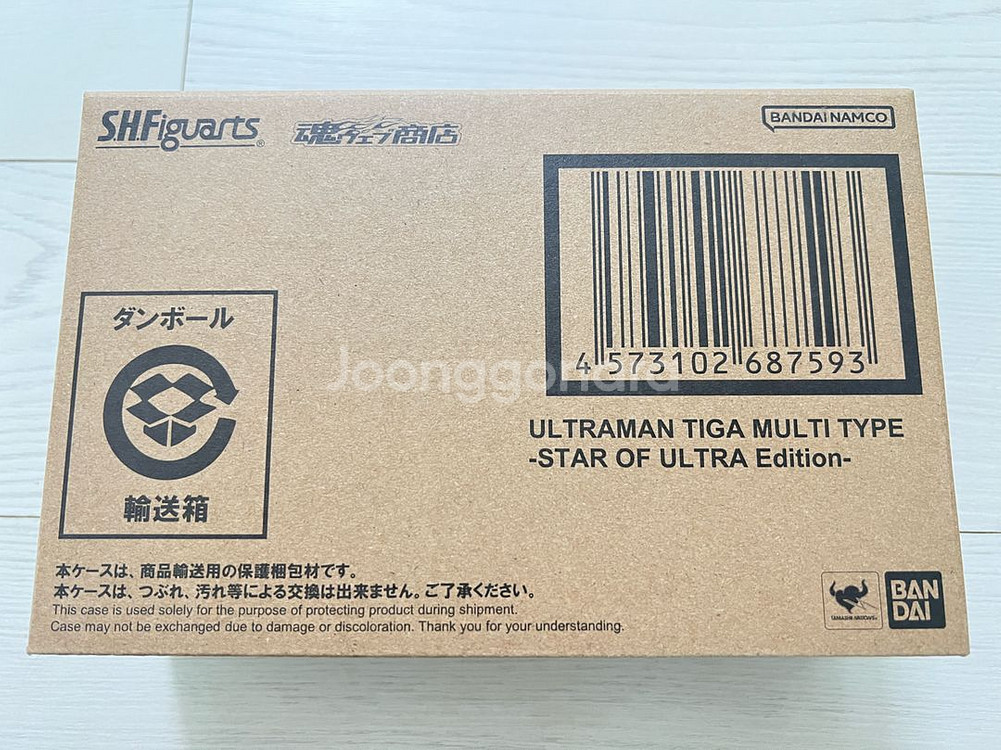 S.H.Figuarts®
魂ウェブ商店
BANDAI NAMCO
4 573102 687593
ULTRAMAN TIGA MULTI TYPE
-STAR OF ULTRA Edition-
ダンボール
輸送箱
本ケースは、商品輸送用の保護梱包材です。
本ケースは、つぶれ、汚れ等による交換は出来ません。ご了承ください。
This case is used solely for the purpose of protecting product during shipment.
Case may not be exchanged due to damage or discoloration. Thank you for your understanding.
TAMASHII NATIONS
BAN
DAI
Joonggonara